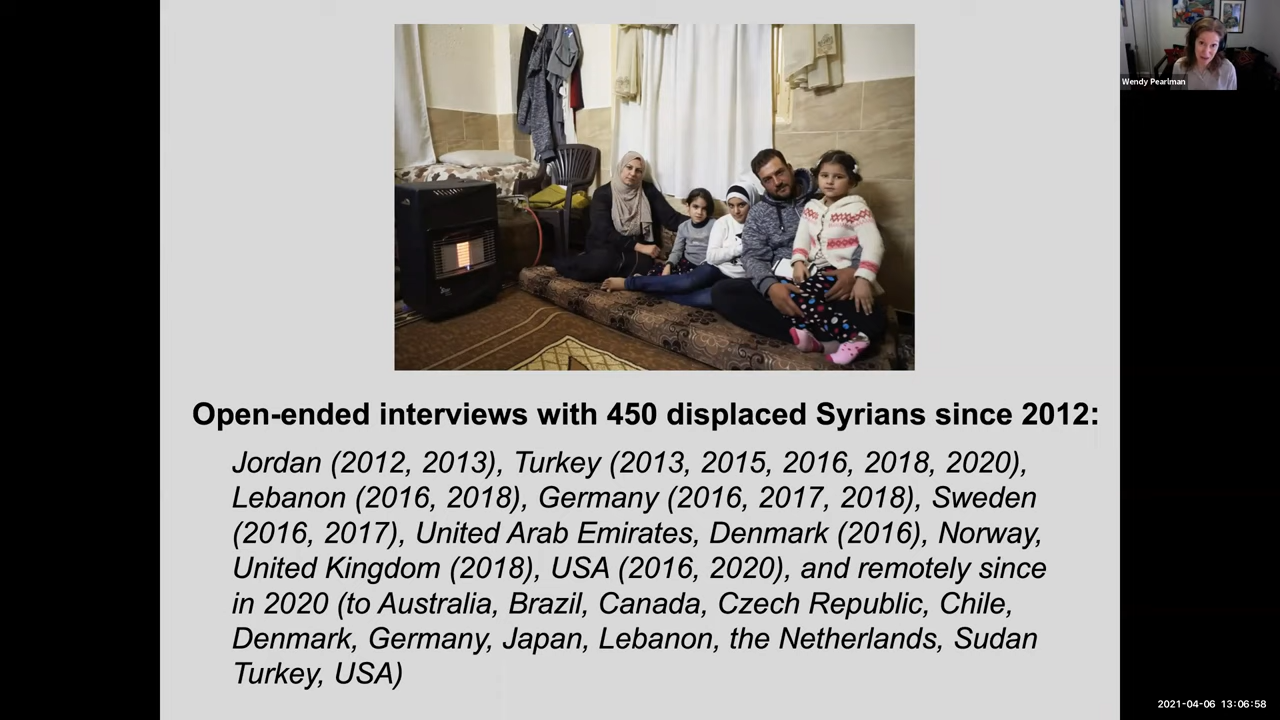 Wendy Pearlman
Open-ended interviews with 450 displaced Syrians since 2012:
Jordan (2012, 2013), Turkey (2013, 2015, 2016, 2018, 2020),
Lebanon (2016, 2018), Germany (2016, 2017, 2018), Sweden
(2016, 2017), United Arab Emirates, Denmark (2016), Norway,
United Kingdom (2018), USA (2016, 2020), and remotely since
in 2020 (to Australia, Brazil, Canada, Czech Republic, Chile,
Denmark, Germany, Japan, Lebanon, the Netherlands, Sudan
Turkey, USA)
2021-04-06 13:06:58